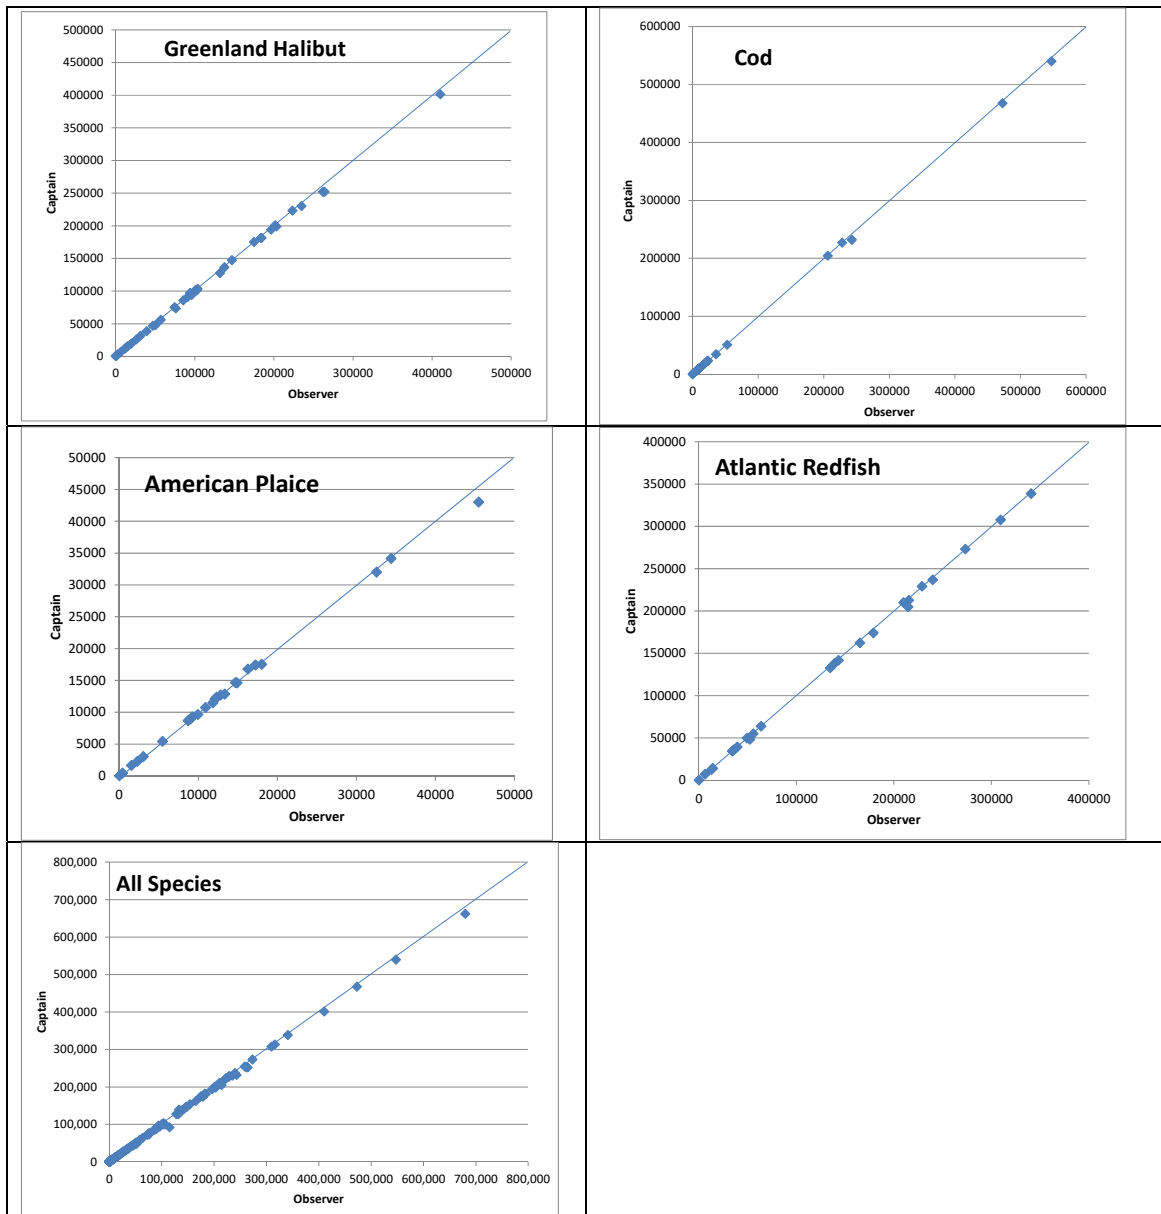 Greenland Halibut
500000
450000
400000
350000
300000
250000
200000
150000
100000
50000
0
Captain
0 100000 200000 300000 400000 500000
Observer
Cod
600000
500000
400000
300000
200000
100000
0
Captain
0 100000 200000 300000 400000 500000 600000
Observer
American Plaice
50000
45000
40000
35000
30000
25000
20000
15000
10000
5000
0
Captain
0 10000 20000 30000 40000 50000
Observer
Atlantic Redfish
400000
350000
300000
250000
200000
150000
100000
50000
0
Captain
0 100000 200000 300000 400000
Observer
All Species
800,000
700,000
600,000
500,000
400,000
300,000
200,000
100,000
0
Captain
0 100,000 200,000 300,000 400,000 500,000 600,000 700,000 800,000
Observer